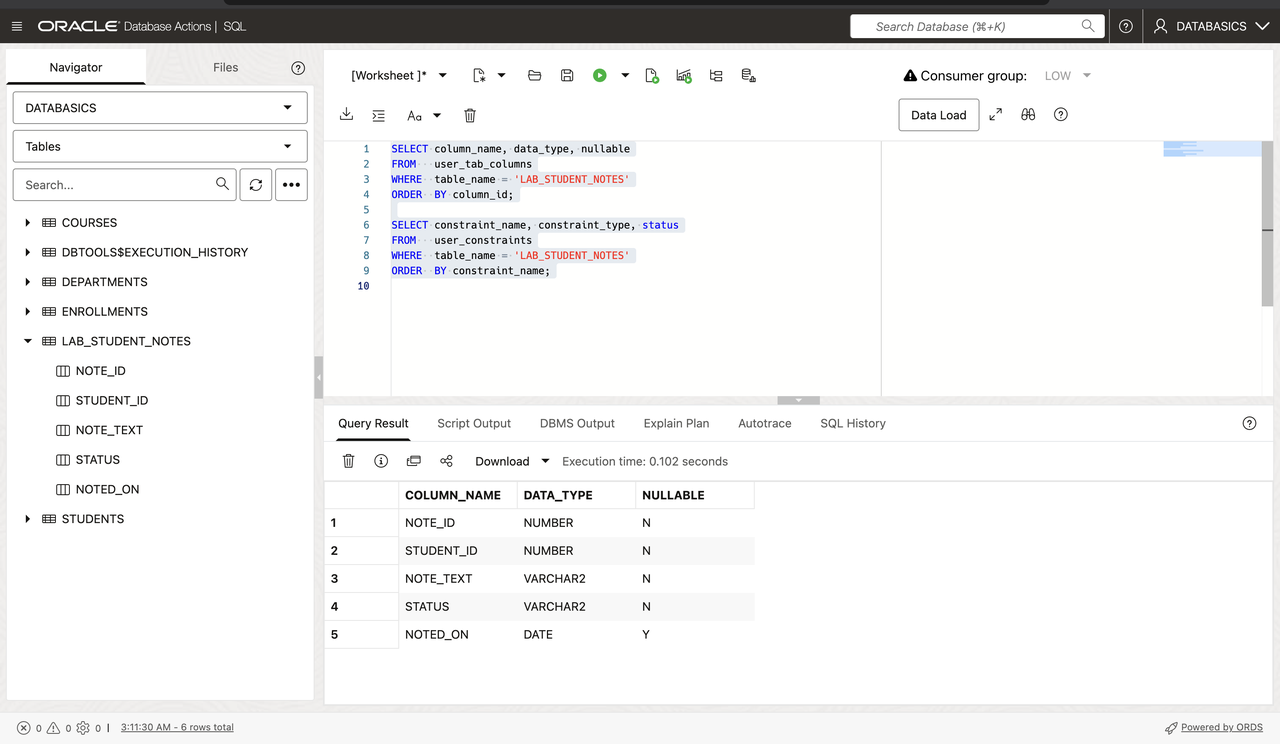 ORACLE Database Actions | SQL
Search Database (⌘+K)
DATABASICS
Navigator
Files
DATABASICS
Tables
Search...
COURSES
DBTOOLS$EXECUTION_HISTORY
DEPARTMENTS
ENROLLMENTS
LAB_STUDENT_NOTES
NOTE_ID
STUDENT_ID
NOTE_TEXT
STATUS
NOTED_ON
STUDENTS
[Worksheet ]*
Consumer group: LOW
Aa
Data Load
1 SELECT column_name, data_type, nullable
2 FROM user_tab_columns
3 WHERE table_name = 'LAB_STUDENT_NOTES'
4 ORDER BY column_id;
5
6 SELECT constraint_name, constraint_type, status
7 FROM user_constraints
8 WHERE table_name = 'LAB_STUDENT_NOTES'
9 ORDER BY constraint_name;
10
Query Result Script Output DBMS Output Explain Plan Autotrace SQL History
Download Execution time: 0.102 seconds
COLUMN_NAME DATA_TYPE NULLABLE
1 NOTE_ID NUMBER N
2 STUDENT_ID NUMBER N
3 NOTE_TEXT VARCHAR2 N
4 STATUS VARCHAR2 N
5 NOTED_ON DATE Y
0 0 0 | 3:11:30 AM - 6 rows total
Powered by ORDS